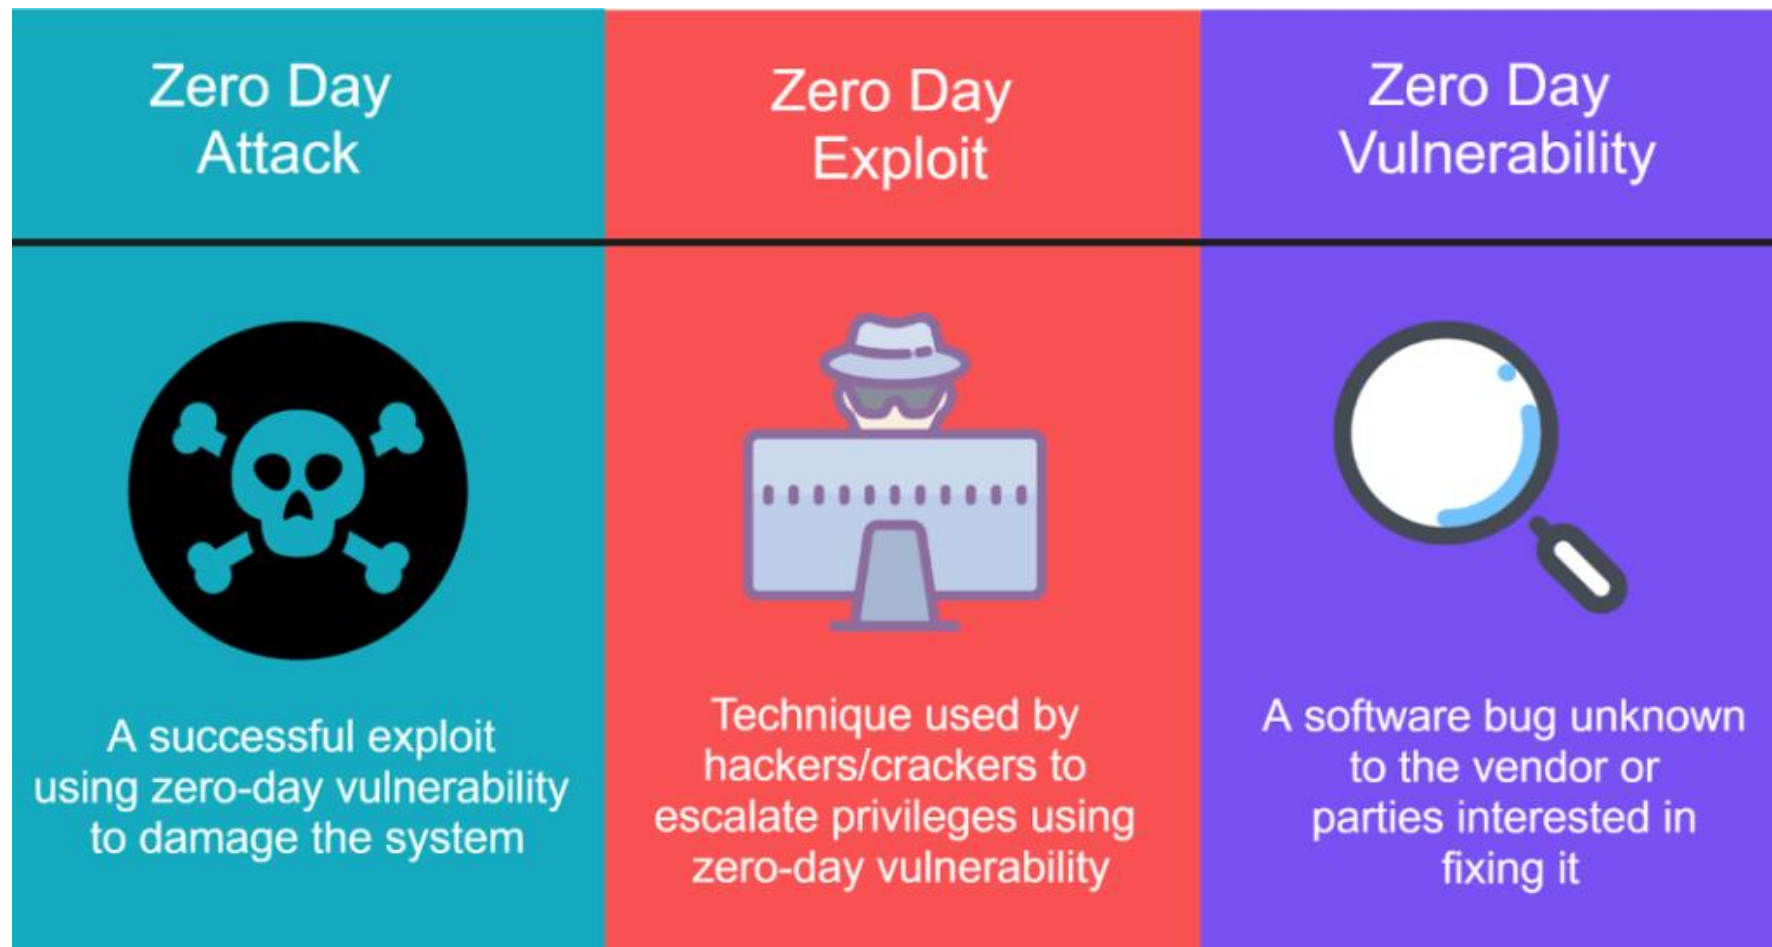 Zero Day
Attack
Zero Day
Exploit
Zero Day
Vulnerability
A successful exploit
using zero-day vulnerability
to damage the system
Technique used by
hackers/crackers to
escalate privileges using
zero-day vulnerability
A software bug unknown
to the vendor or
parties interested in
fixing it